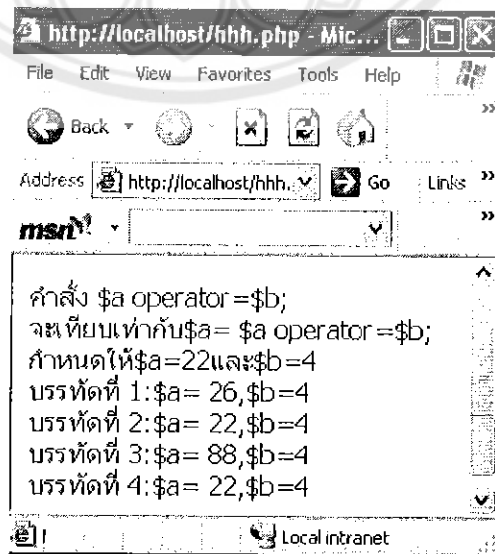 http://localhost/hhh.php - Mic...
File Edit View Favorites Tools Help
Back »
Address http://localhost/hhh. Go Links »
msn »
คำสั่ง $a operator=$b;
จะเทียบเท่ากับ$a= $a operator=$b;
กำหนดให้$a=22และ$b=4
บรรทัดที่ 1:$a= 26,$b=4
บรรทัดที่ 2:$a= 22,$b=4
บรรทัดที่ 3:$a= 88,$b=4
บรรทัดที่ 4:$a= 22,$b=4
Local intranet